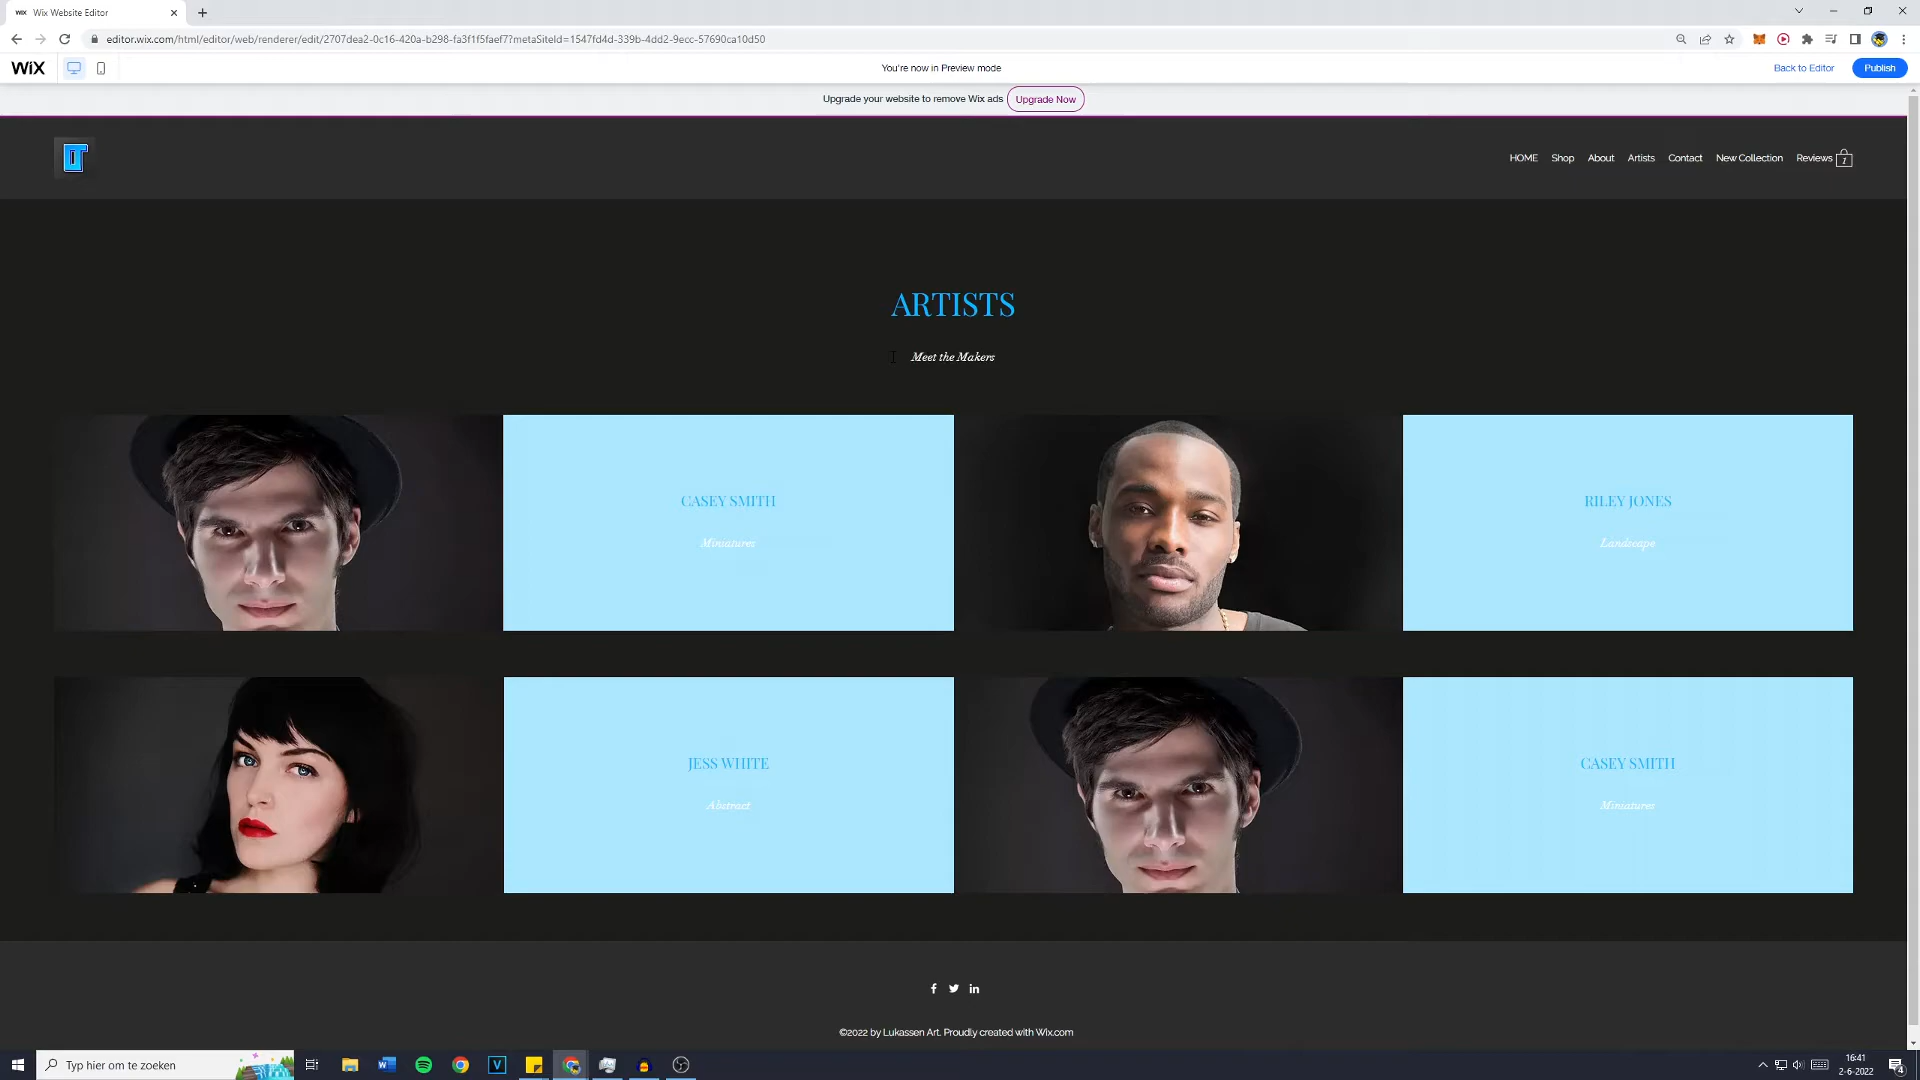 Wix Website Editor
editor.wix.com/html/editor/web/renderer/edit/2707dea2-0c16-420a-b298-fa3f1f5faef7?metaSiteId=1547fd4d-339b-4dd2-9ecc-57690ca10d50
WiX
You're now in Preview mode
Back to Editor
Publish
Upgrade your website to remove Wix ads
Upgrade Now
HOME Shop About Artists Contact New Collection Reviews 1
ARTISTS
Meet the Makers
CASEY SMITH
Miniatures
RILEY JONES
Landscape
JESS WHITE
Abstract
CASEY SMITH
Miniatures
©2022 by Lukassen Art. Proudly created with Wix.com
Typ hier om te zoeken
16:41
2-6-2022
4